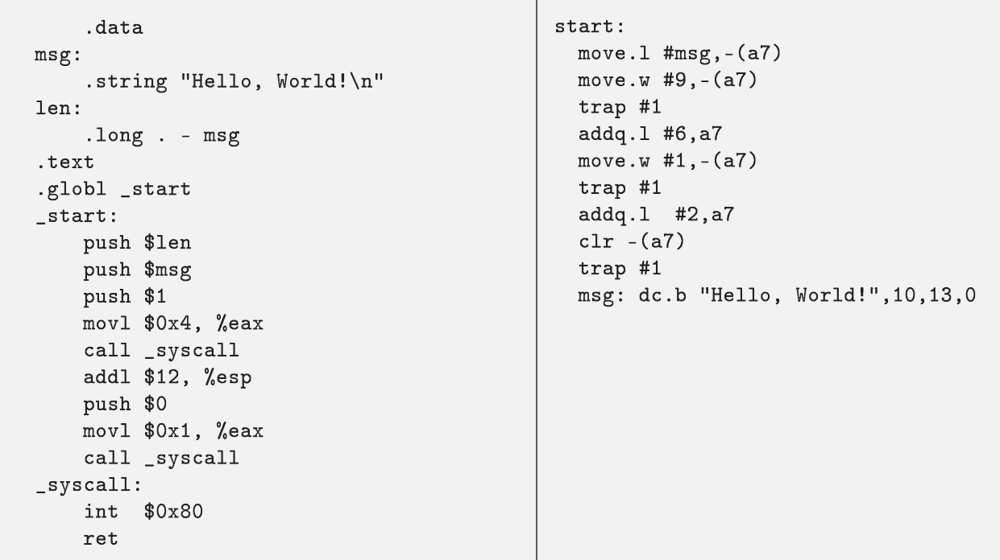 .data
msg:
.string "Hello, World!\n"
len:
.long . - msg
.text
.globl _start
_start:
push $len
push $msg
push $1
movl $0x4, %eax
call _syscall
addl $12, %esp
push $0
movl $0x1, %eax
call _syscall
_syscall:
int  $0x80
ret
start:
move.l #msg,-(a7)
move.w #9,-(a7)
trap #1
addq.l #6,a7
move.w #1,-(a7)
trap #1
addq.l  #2,a7
clr -(a7)
trap #1
msg: dc.b "Hello, World!",10,13,0